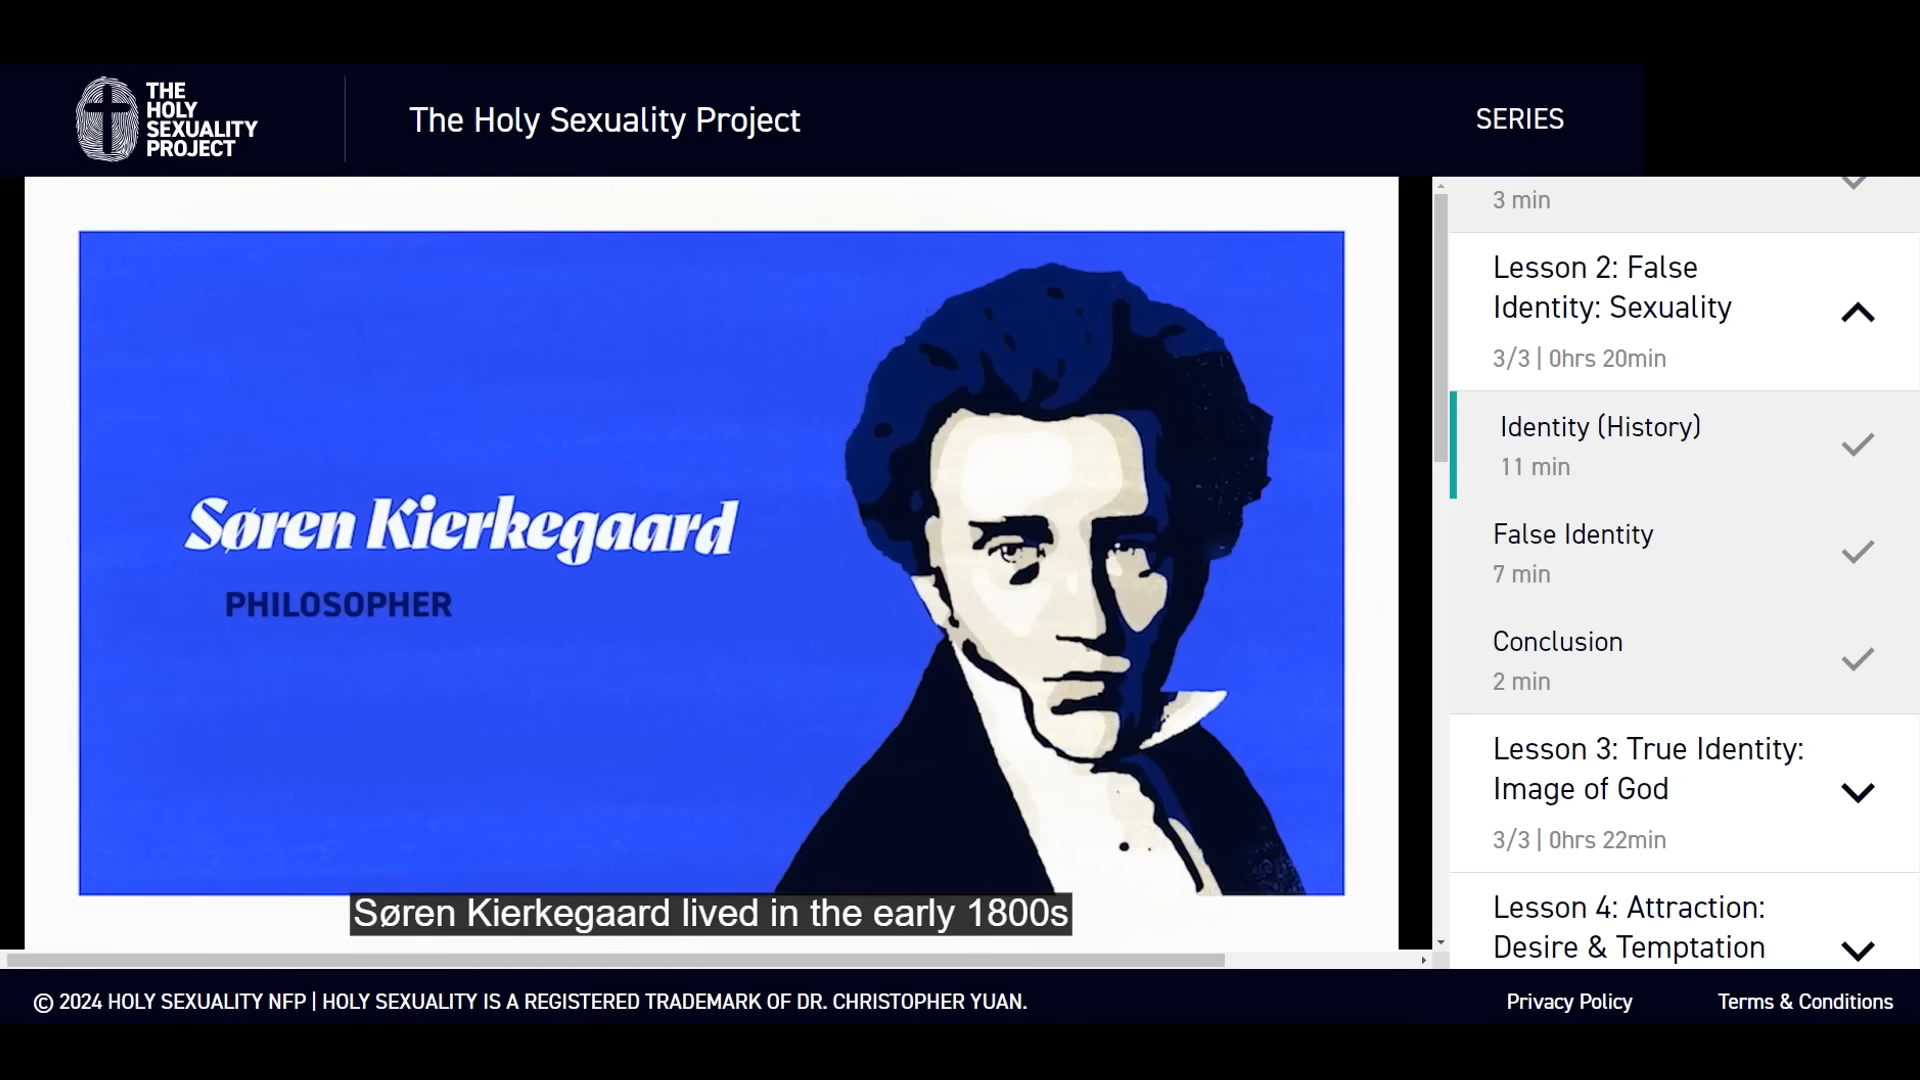 THE
HOLY
SEXUALITY
PROJECT
The Holy Sexuality Project
SERIES
Søren Kierkegaard
PHILOSOPHER
Søren Kierkegaard lived in the early 1800s
3 min
Lesson 2: False
Identity: Sexuality
3/3 | 0hrs 20min
Identity (History)
11 min
False Identity
7 min
Conclusion
2 min
Lesson 3: True Identity:
Image of God
3/3 | 0hrs 22min
Lesson 4: Attraction:
Desire & Temptation
© 2024 HOLY SEXUALITY NFP | HOLY SEXUALITY IS A REGISTERED TRADEMARK OF DR. CHRISTOPHER YUAN.
Privacy Policy
Terms & Conditions